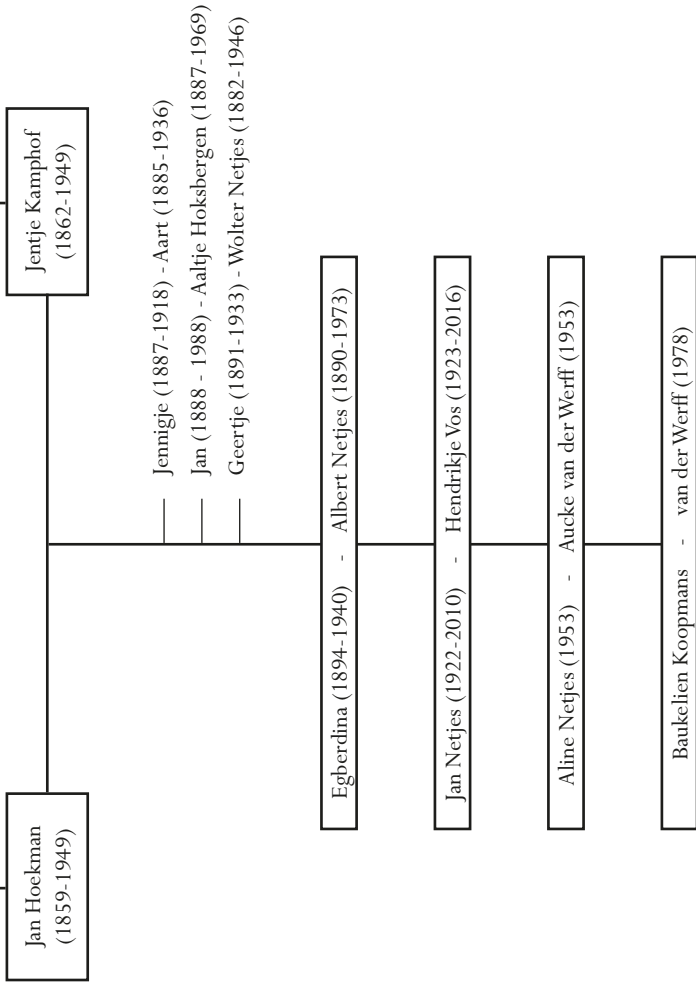 Jan Hoekman
(1859-1949)
Jentje Kamphof
(1862-1949)
Jennigje (1887-1918) - Aart (1885-1936)
Jan (1888 - 1988) - Aaltje Hoksbergen (1887-1969)
Geertje (1891-1933) - Wolter Netjes (1882-1946)
Egberdina (1894-1940) - Albert Netjes (1890-1973)
Jan Netjes (1922-2010) - Hendrikje Vos (1923-2016)
Aline Netjes (1953) - Aucke van der Werff (1953)
Baukelien Koopmans - van der Werff (1978)